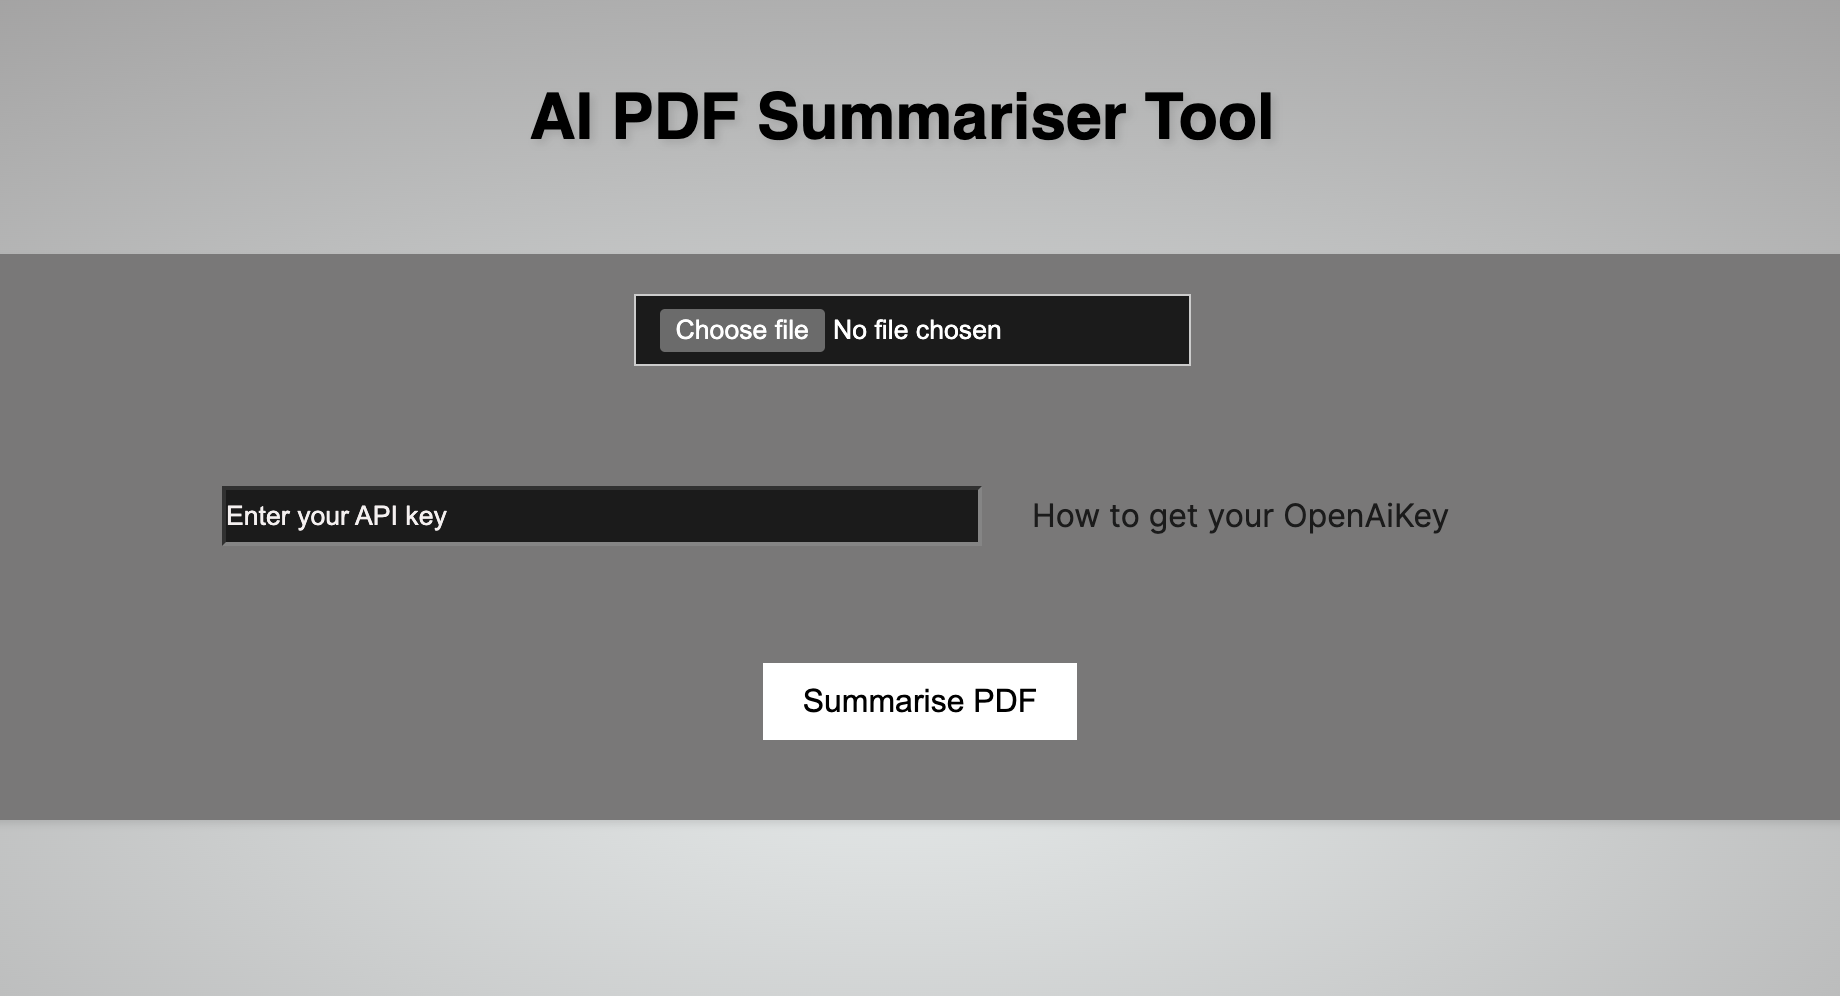 AI PDF Summariser Tool
Choose file No file chosen
Enter your API key How to get your OpenAiKey
Summarise PDF